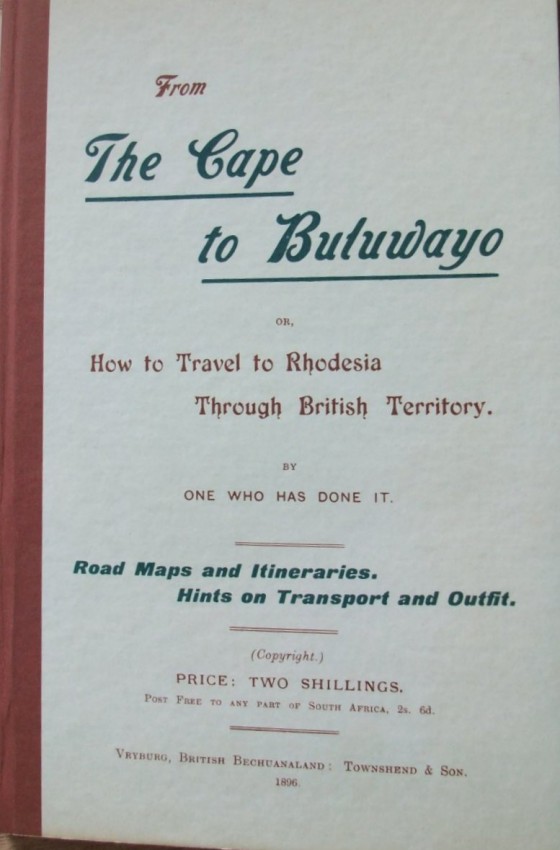 From
The Cape
to Buluwayo
OR,
How to Travel to Rhodesia
Through British Territory.
BY
ONE WHO HAS DONE IT.
Road Maps and Itineraries.
Hints on Transport and Outfit.
(Copyright.)
PRICE: TWO SHILLINGS.
POST FREE TO ANY PART OF SOUTH AFRICA, 2s. 6d.
VRYBURG, BRITISH BECHUANALAND: TOWNSHEND & SON.
1896.